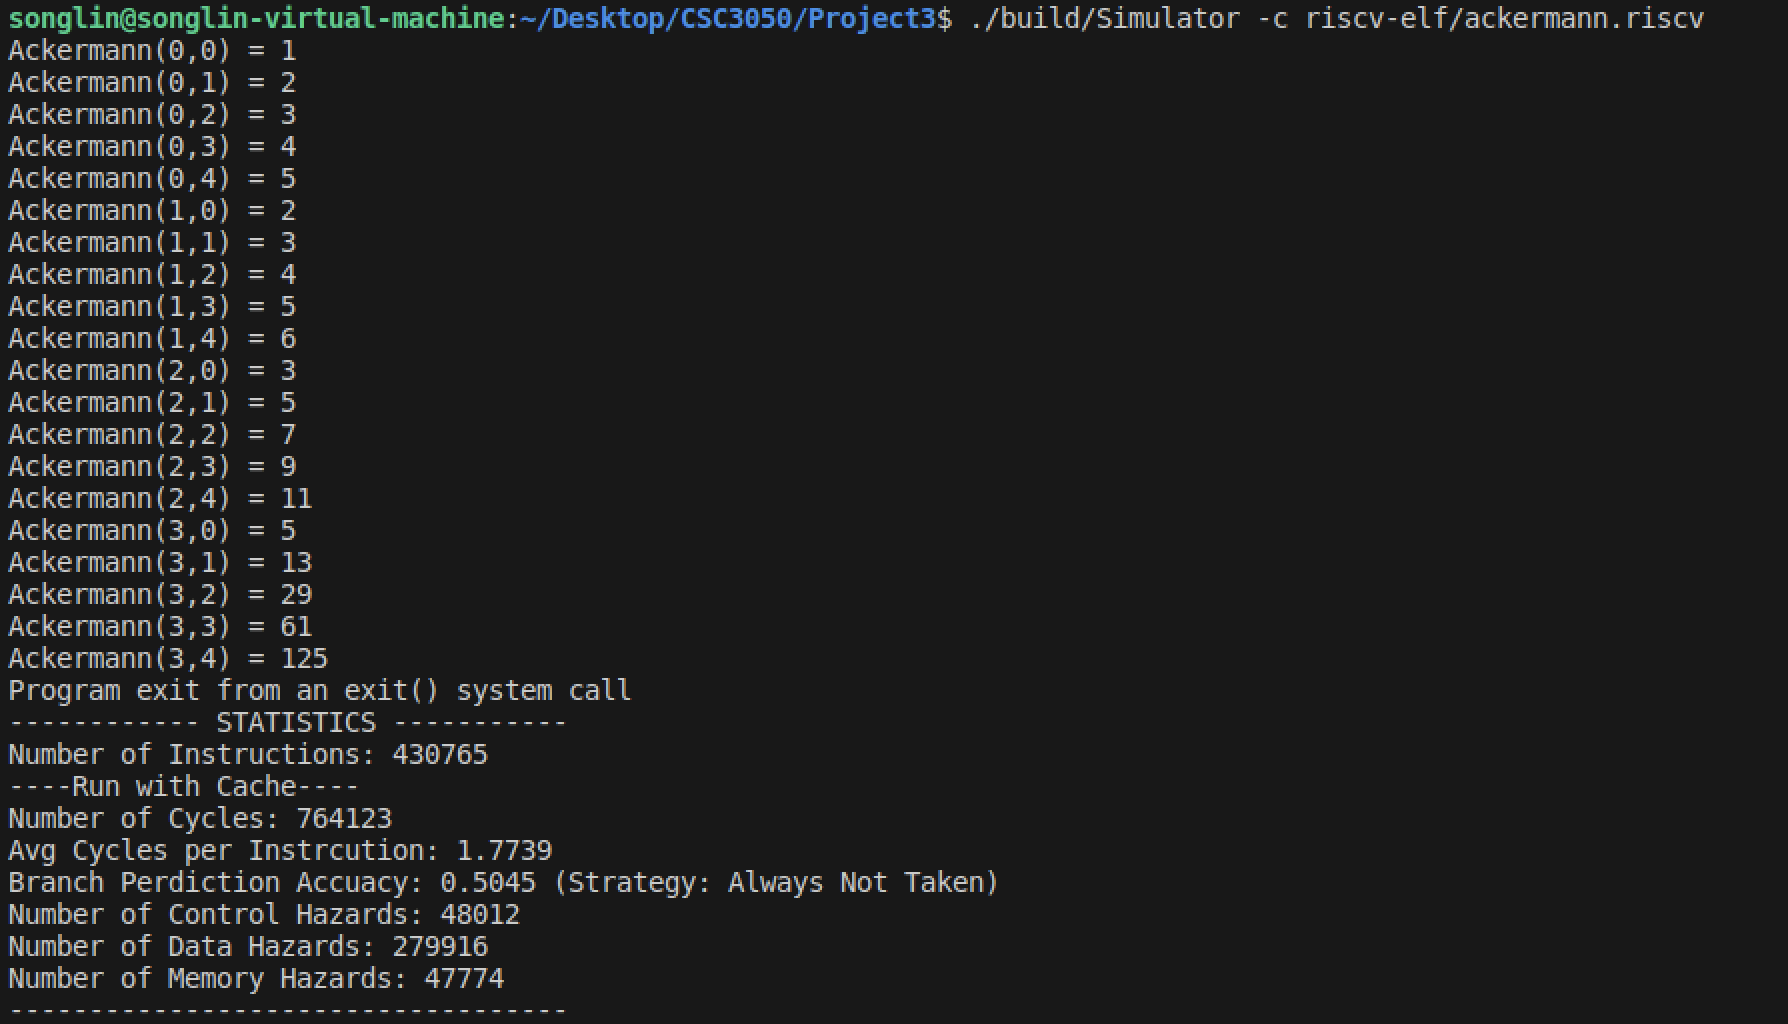 songlin@songlin-virtual-machine:~/Desktop/CSC3050/Project3$ ./build/Simulator -c riscv-elf/ackermann.riscv
Ackermann(0,0) = 1
Ackermann(0,1) = 2
Ackermann(0,2) = 3
Ackermann(0,3) = 4
Ackermann(0,4) = 5
Ackermann(1,0) = 2
Ackermann(1,1) = 3
Ackermann(1,2) = 4
Ackermann(1,3) = 5
Ackermann(1,4) = 6
Ackermann(2,0) = 3
Ackermann(2,1) = 5
Ackermann(2,2) = 7
Ackermann(2,3) = 9
Ackermann(2,4) = 11
Ackermann(3,0) = 5
Ackermann(3,1) = 13
Ackermann(3,2) = 29
Ackermann(3,3) = 61
Ackermann(3,4) = 125
Program exit from an exit() system call
------------ STATISTICS -----------
Number of Instructions: 430765
----Run with Cache----
Number of Cycles: 764123
Avg Cycles per Instrcution: 1.7739
Branch Perdiction Accuacy: 0.5045 (Strategy: Always Not Taken)
Number of Control Hazards: 48012
Number of Data Hazards: 279916
Number of Memory Hazards: 47774
-----------------------------------